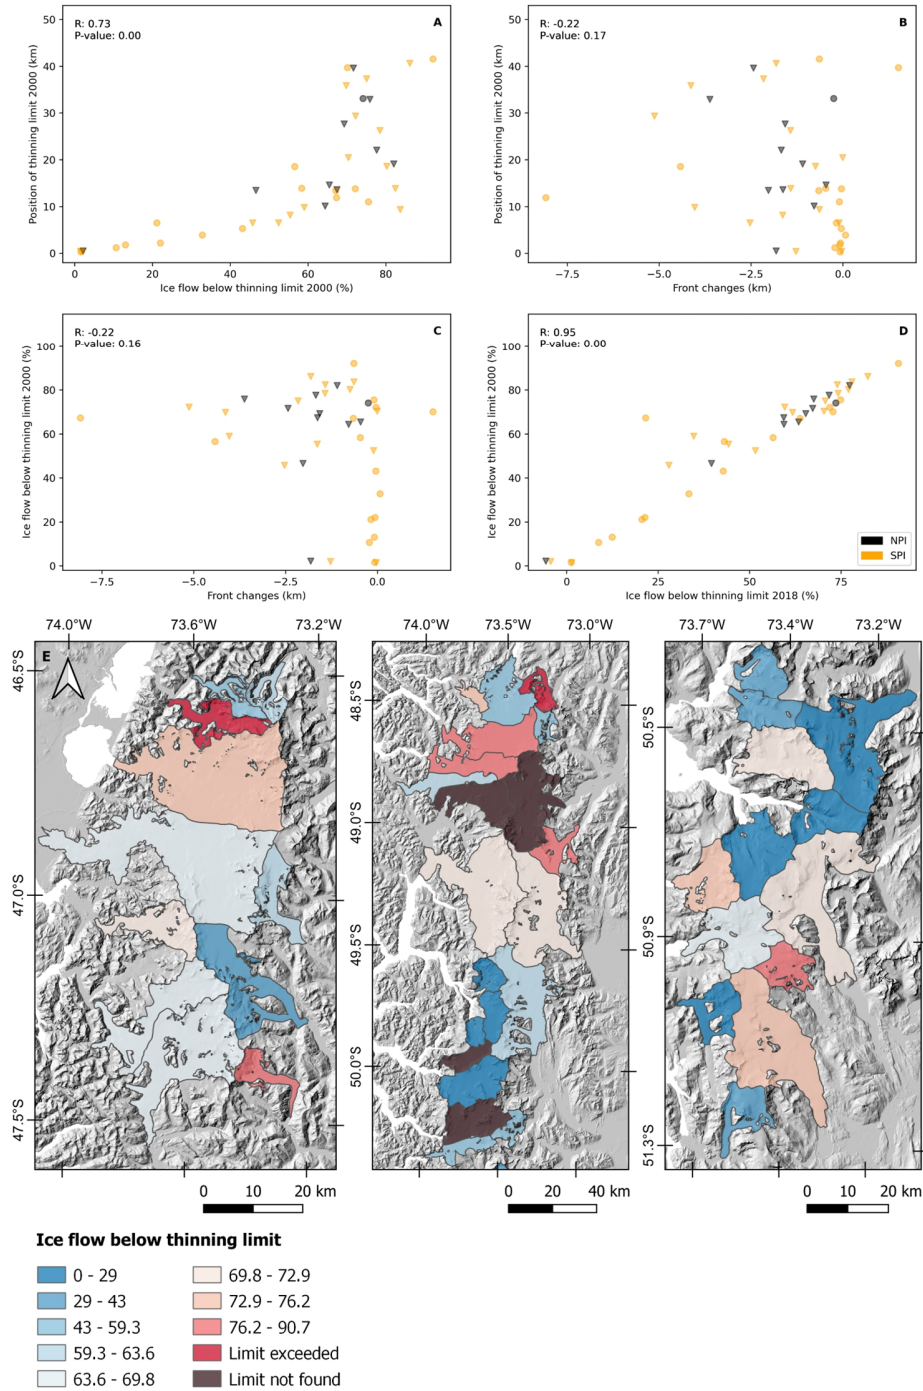 R: 0.73
P-value: 0.00
A
50
40
30
20
10
0
Position of thinning limit 2000 (km)
0 20 40 60 80
Ice flow below thinning limit 2000 (%)
R: -0.22
P-value: 0.17
B
50
40
30
20
10
0
Position of thinning limit 2000 (km)
−7.5 −5.0 −2.5 0.0
Front changes (km)
R: -0.22
P-value: 0.16
C
100
80
60
40
20
0
Ice flow below thinning limit 2000 (%)
−7.5 −5.0 −2.5 0.0
Front changes (km)
R: 0.95
P-value: 0.00
D
100
80
60
40
20
0
Ice flow below thinning limit 2000 (%)
NPI
SPI
0 25 50 75
Ice flow below thinning limit 2018 (%)
74.0°W 73.6°W 73.2°W
E
46.5°S
47.0°S
47.5°S
0 10 20 km
74.0°W 73.5°W 73.0°W
48.5°S
49.0°S
49.5°S
50.0°S
0 20 40 km
73.7°W 73.4°W 73.2°W
50.5°S
50.9°S
51.3°S
0 10 20 km
Ice flow below thinning limit
0 - 29
29 - 43
43 - 59.3
59.3 - 63.6
63.6 - 69.8
69.8 - 72.9
72.9 - 76.2
76.2 - 90.7
Limit exceeded
Limit not found